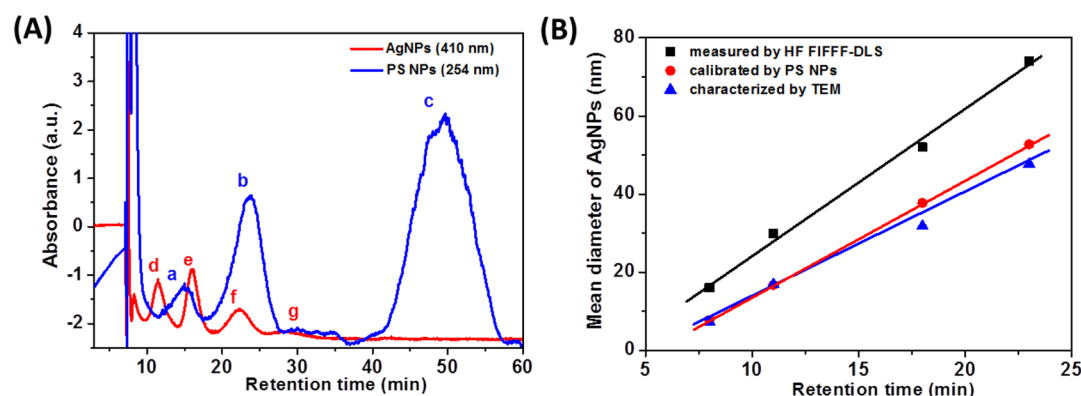 (A)
4
3
2
1
0
-1
-2
Absorbance (a.u.)
AgNPs (410 nm)
PS NPs (254 nm)
a
b
c
d
e
f
g
10 20 30 40 50 60
Retention time (min)
(B)
80
60
40
20
0
Mean diameter of AgNPs (nm)
measured by HF FIFFF-DLS
calibrated by PS NPs
characterized by TEM
5 10 15 20 25
Retention time (min)